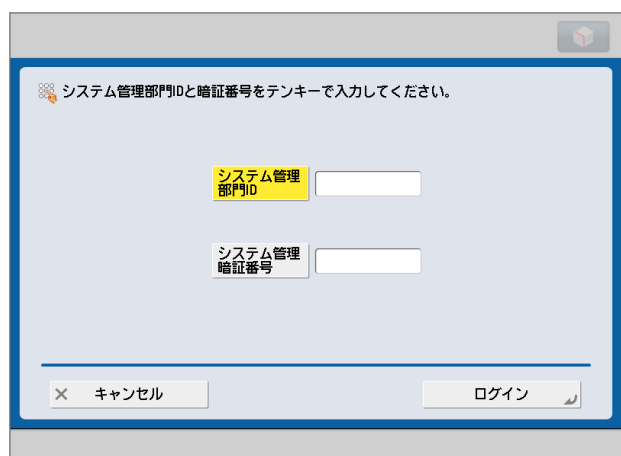 システム管理部門IDと暗証番号をテンキーで入力してください。
システム管理
部門ID
システム管理
暗証番号
キャンセル
ログイン